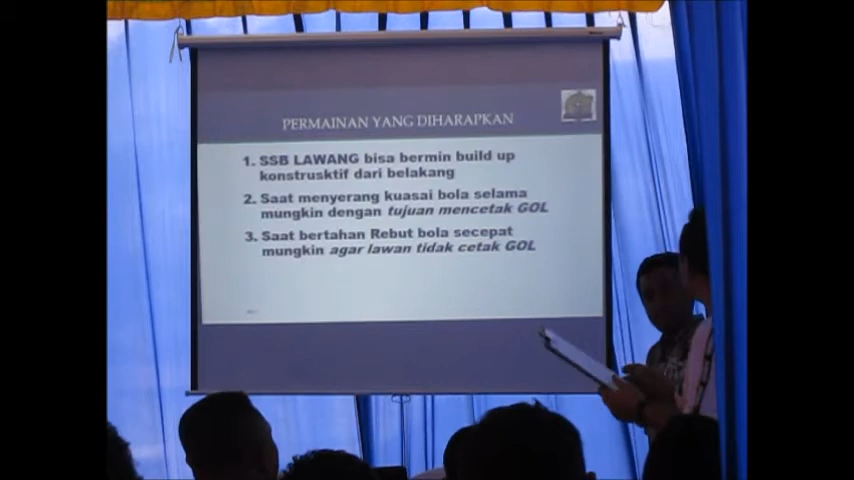 PERMAINAN YANG DIHARAPKAN
1. SSB LAWANG bisa bermin build up
konstrusktif dari belakang
2. Saat menyerang kuasai bola selama
mungkin dengan tujuan mencetak GOL
3. Saat bertahan Rebut bola secepat
mungkin agar lawan tidak cetak GOL